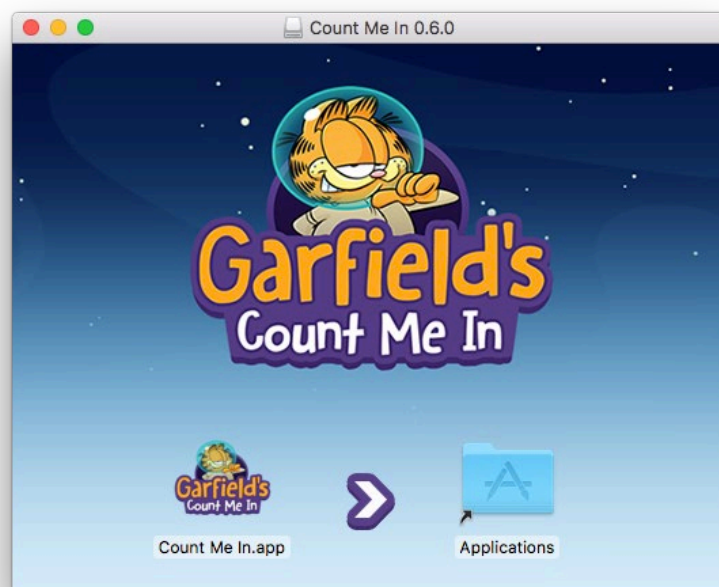 Count Me In 0.6.0
Garfield's
Count Me In
Garfield's
Count Me In
Count Me In.app
Applications